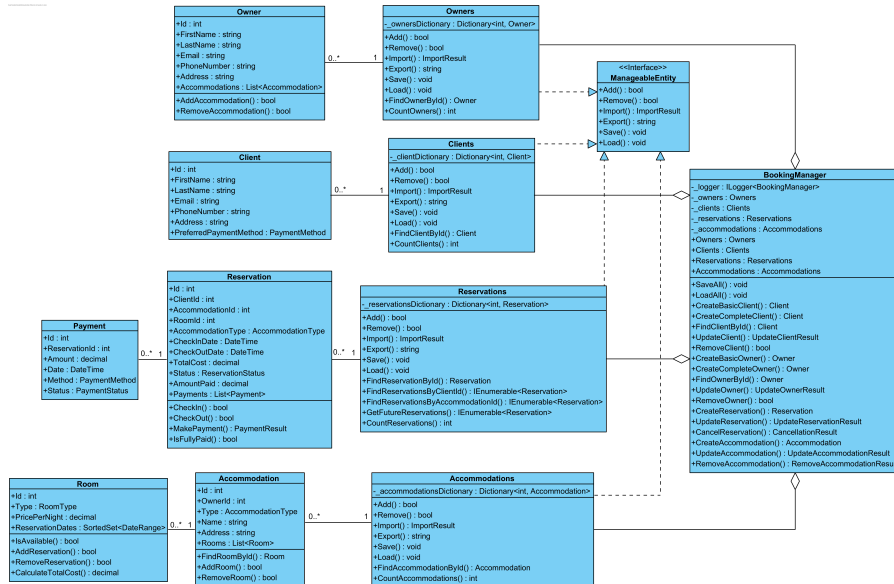 Owner
+Id : int
+FirstName : string
+LastName : string
+Email : string
+PhoneNumber : string
+Address : string
+Accommodations : List<Accommodation>
+AddAccommodation() : bool
+RemoveAccommodation() : bool
0..*
1
Owners
-_ownersDictionary : Dictionary<int, Owner>
+Add() : bool
+Remove() : bool
+Import() : ImportResult
+Export() : string
+Save() : void
+Load() : void
+FindOwnerById() : Owner
+CountOwners() : int
<<Interface>>
ManageableEntity
+Add() : bool
+Remove() : bool
+Import() : ImportResult
+Export() : string
+Save() : void
+Load() : void
Client
+Id : int
+FirstName : string
+LastName : string
+Email : string
+PhoneNumber : string
+Address : string
+PreferredPaymentMethod : PaymentMethod
0..*
1
Clients
-_clientDictionary : Dictionary<int, Client>
+Add() : bool
+Remove() : bool
+Import() : ImportResult
+Export() : string
+Save() : void
+Load() : void
+FindClientById() : Client
+CountClients() : int
BookingManager
-_logger : ILogger<BookingManager>
-_owners : Owners
-_clients : Clients
-_reservations : Reservations
-_accommodations : Accommodations
+Owners : Owners
+Clients : Clients
+Reservations : Reservations
+Accommodations : Accommodations
+SaveAll() : void
+LoadAll() : void
+CreateBasicClient() : Client
+CreateCompleteClient() : Client
+FindClientById() : Client
+UpdateClient() : UpdateClientResult
+RemoveClient() : bool
+CreateBasicOwner() : Owner
+CreateCompleteOwner() : Owner
+FindOwnerById() : Owner
+UpdateOwner() : UpdateOwnerResult
+RemoveOwner() : bool
+CreateReservation() : Reservation
+UpdateReservation() : UpdateReservationResult
+CancelReservation() : CancellationResult
+CreateAccommodation() : Accommodation
+UpdateAccommodation() : UpdateAccommodationResult
+RemoveAccommodation() : RemoveAccommodationResu
Payment
+Id : int
+ReservationId : int
+Amount : decimal
+Date : DateTime
+Method : PaymentMethod
+Status : PaymentStatus
0..*
1
Reservation
+Id : int
+ClientId : int
+AccommodationId : int
+RoomId : int
+AccommodationType : AccommodationType
+CheckInDate : DateTime
+CheckOutDate : DateTime
+TotalCost : decimal
+Status : ReservationStatus
+AmountPaid : decimal
+Payments : List<Payment>
+CheckIn() : bool
+CheckOut() : bool
+MakePayment() : PaymentResult
+IsFullyPaid() : bool
0..*
1
Reservations
-_reservationsDictionary : Dictionary<int, Reservation>
+Add() : bool
+Remove() : bool
+Import() : ImportResult
+Export() : string
+Save() : void
+Load() : void
+FindReservationById() : Reservation
+FindReservationsByClientId() : IEnumerable<Reservation>
+FindReservationsByAccommodationId() : IEnumerable<Reservation>
+GetFutureReservations() : IEnumerable<Reservation>
+CountReservations() : int
Room
+Id : int
+Type : RoomType
+PricePerNight : decimal
+ReservationDates : SortedSet<DateRange>
+IsAvailable() : bool
+AddReservation() : bool
+RemoveReservation() : bool
+CalculateTotalCost() : decimal
0..*
1
Accommodation
+Id : int
+OwnerId : int
+Type : AccommodationType
+Name : string
+Address : string
+Rooms : List<Room>
+FindRoomById() : Room
+AddRoom() : bool
+RemoveRoom() : bool
0..*
1
Accommodations
-_accommodationsDictionary : Dictionary<int, Accommodation>
+Add() : bool
+Remove() : bool
+Import() : ImportResult
+Export() : string
+Save() : void
+Load() : void
+FindAccommodationById() : Accommodation
+CountAccommodations() : int